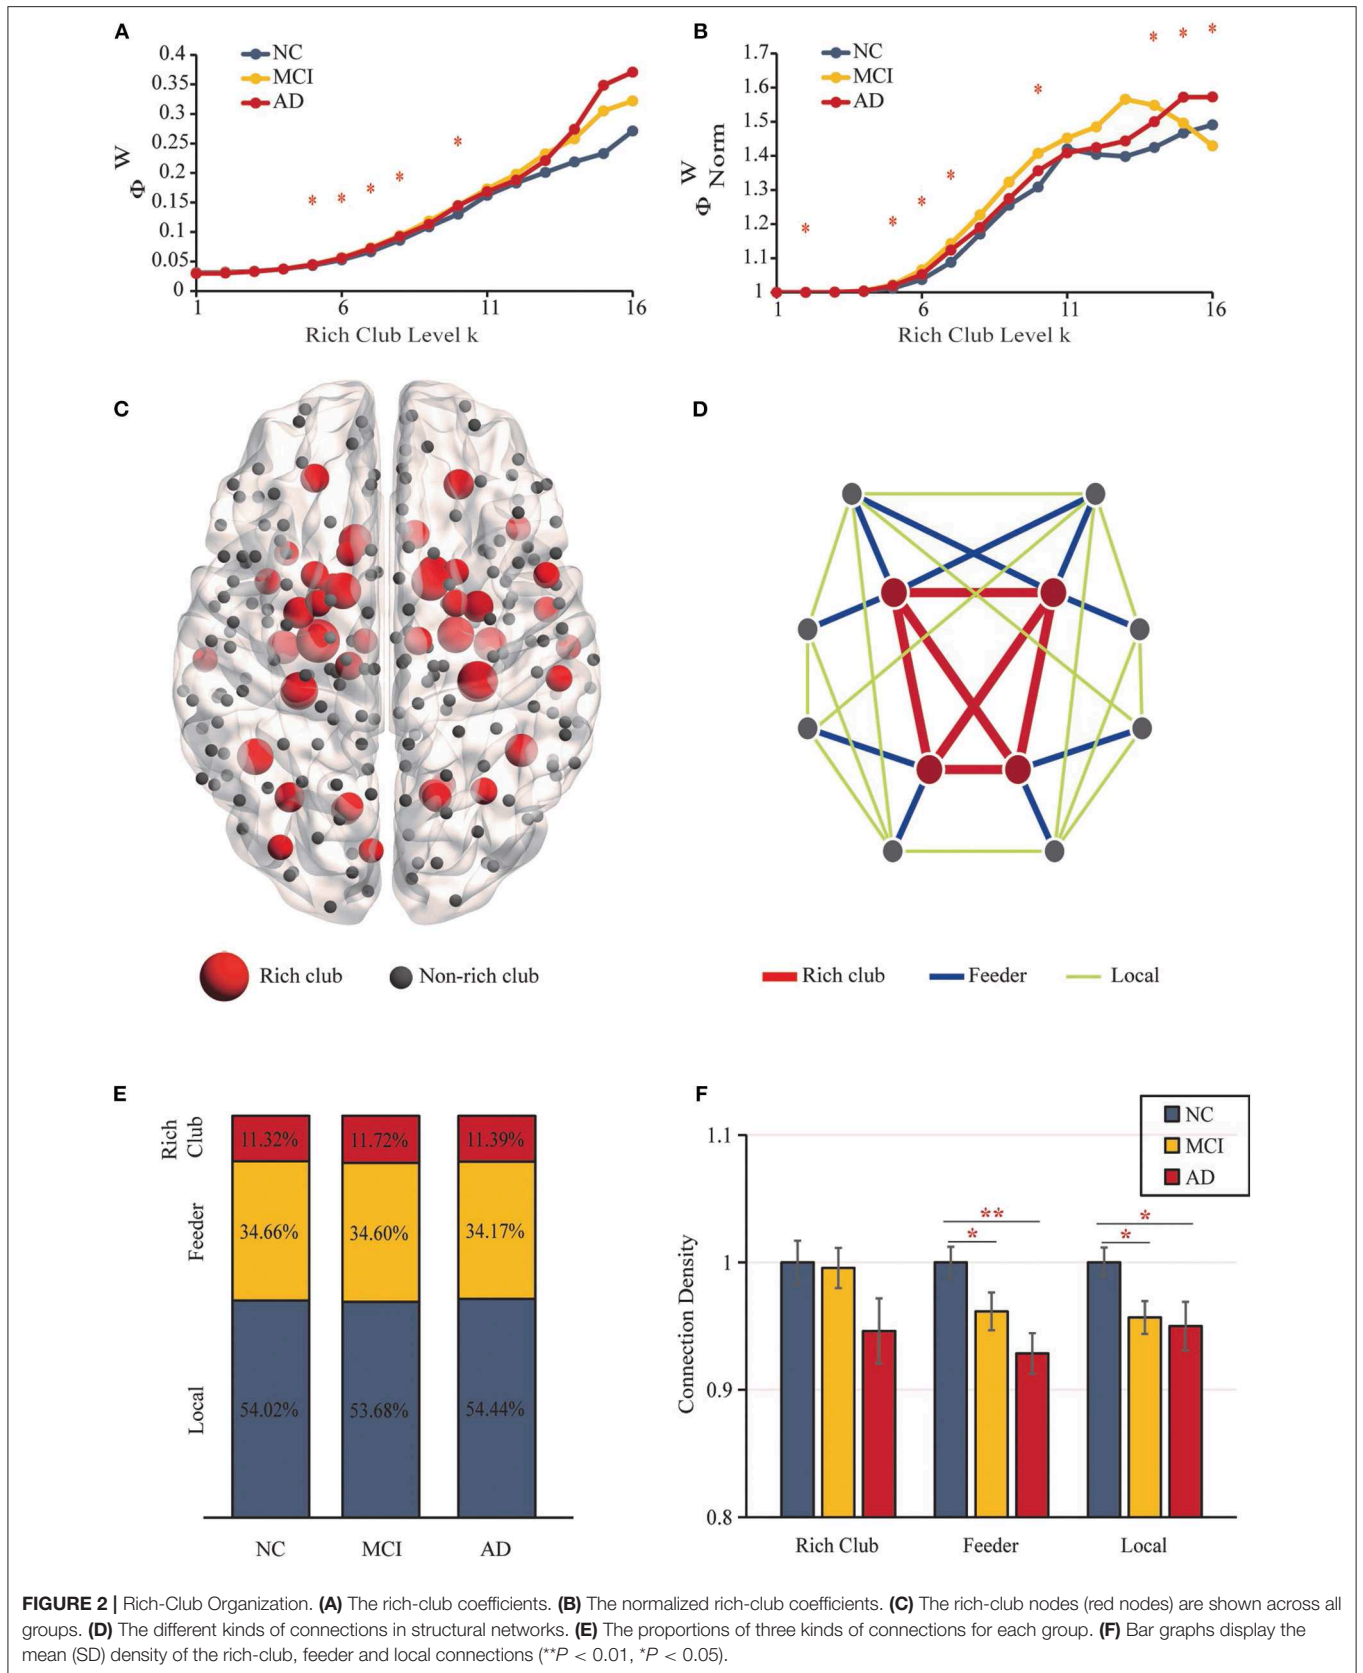 A
NC
MCI
AD
0.4
0.35
0.3
0.25
0.2
0.15
0.1
0.05
0
Φ W
* * * * *
1 6 11 16
Rich Club Level k
B
NC
MCI
AD
1.7
1.6
1.5
1.4
1.3
1.2
1.1
1
Φ W Norm
* * * * * * * *
1 6 11 16
Rich Club Level k
C
Rich club Non-rich club
D
Rich club Feeder Local
E
Rich Club
Feeder
Local
11.32% 11.72% 11.39%
34.66% 34.60% 34.17%
54.02% 53.68% 54.44%
NC MCI AD
F
NC
MCI
AD
1.1
1
0.9
0.8
Connection Density
** *
* *
Rich Club Feeder Local
FIGURE 2 | Rich-Club Organization. (A) The rich-club coefficients. (B) The normalized rich-club coefficients. (C) The rich-club nodes (red nodes) are shown across all
groups. (D) The different kinds of connections in structural networks. (E) The proportions of three kinds of connections for each group. (F) Bar graphs display the
mean (SD) density of the rich-club, feeder and local connections (**P < 0.01, *P < 0.05).